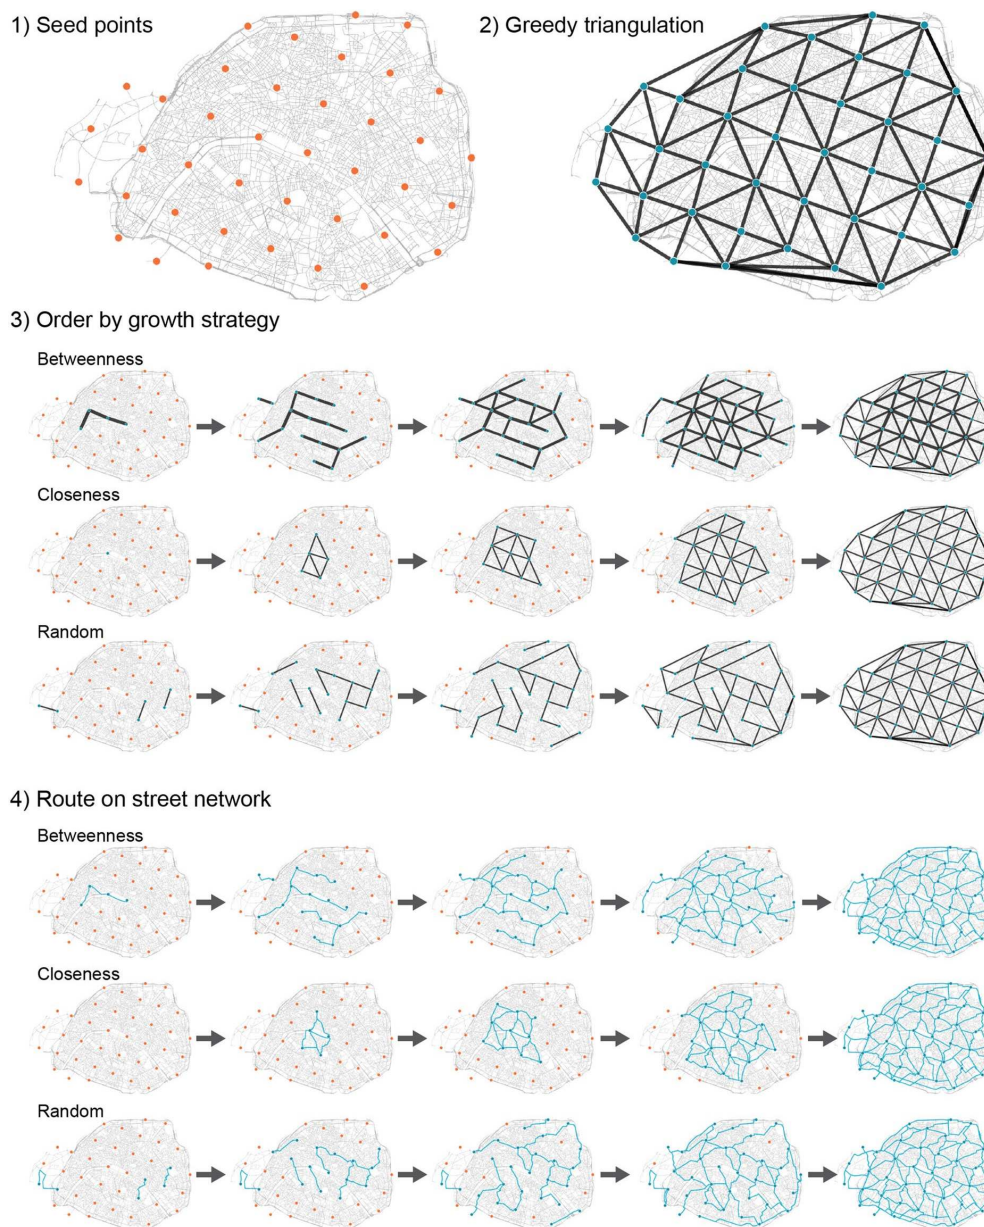 1) Seed points
2) Greedy triangulation
3) Order by growth strategy
Betweenness
Closeness
Random
4) Route on street network
Betweenness
Closeness
Random